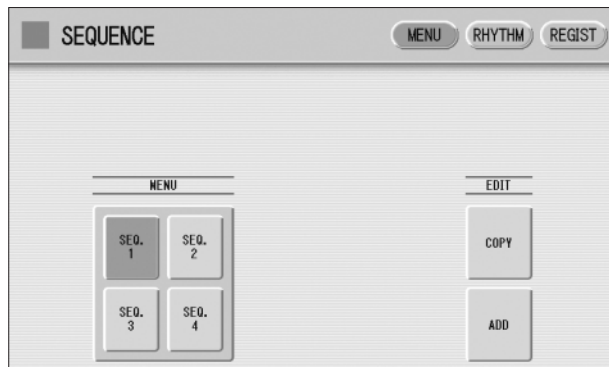 SEQUENCE
MENU RHYTHM REGIST
MENU
SEQ.
1
SEQ.
2
SEQ.
3
SEQ.
4
EDIT
COPY
ADD